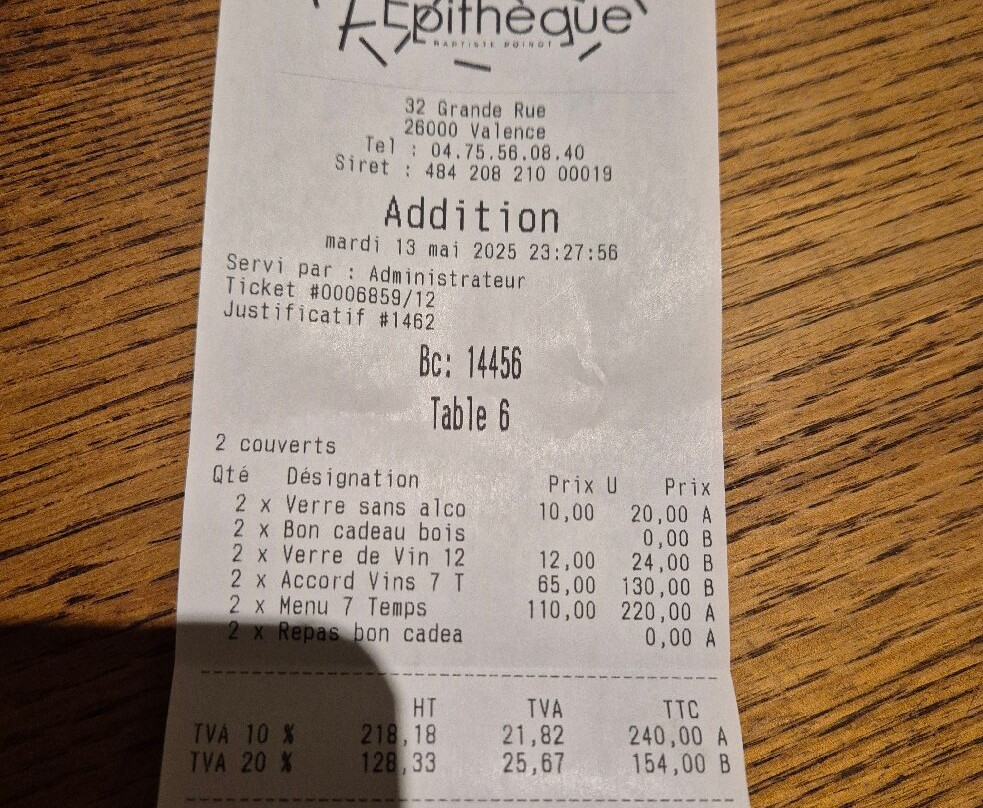 L'Épithèque
BAPTISTE POINOT
32 Grande Rue
26000 Valence
Tel : 04.75.56.08.40
Siret : 484 208 210 00019
Addition
mardi 13 mai 2025 23:27:56
Servi par : Administrateur
Ticket #0006859/12
Justificatif #1462
Bc: 14456
Table 6
2 couverts
Qté Désignation Prix U Prix
2 x Verre sans alco 10,00 20,00 A
2 x Bon cadeau bois 0,00 B
2 x Verre de Vin 12 12,00 24,00 B
2 x Accord Vins 7 T 65,00 130,00 B
2 x Menu 7 Temps 110,00 220,00 A
2 x Repas bon cadea 0,00 A
HT TVA TTC
TVA 10 % 218,18 21,82 240,00 A
TVA 20 % 128,33 25,67 154,00 B